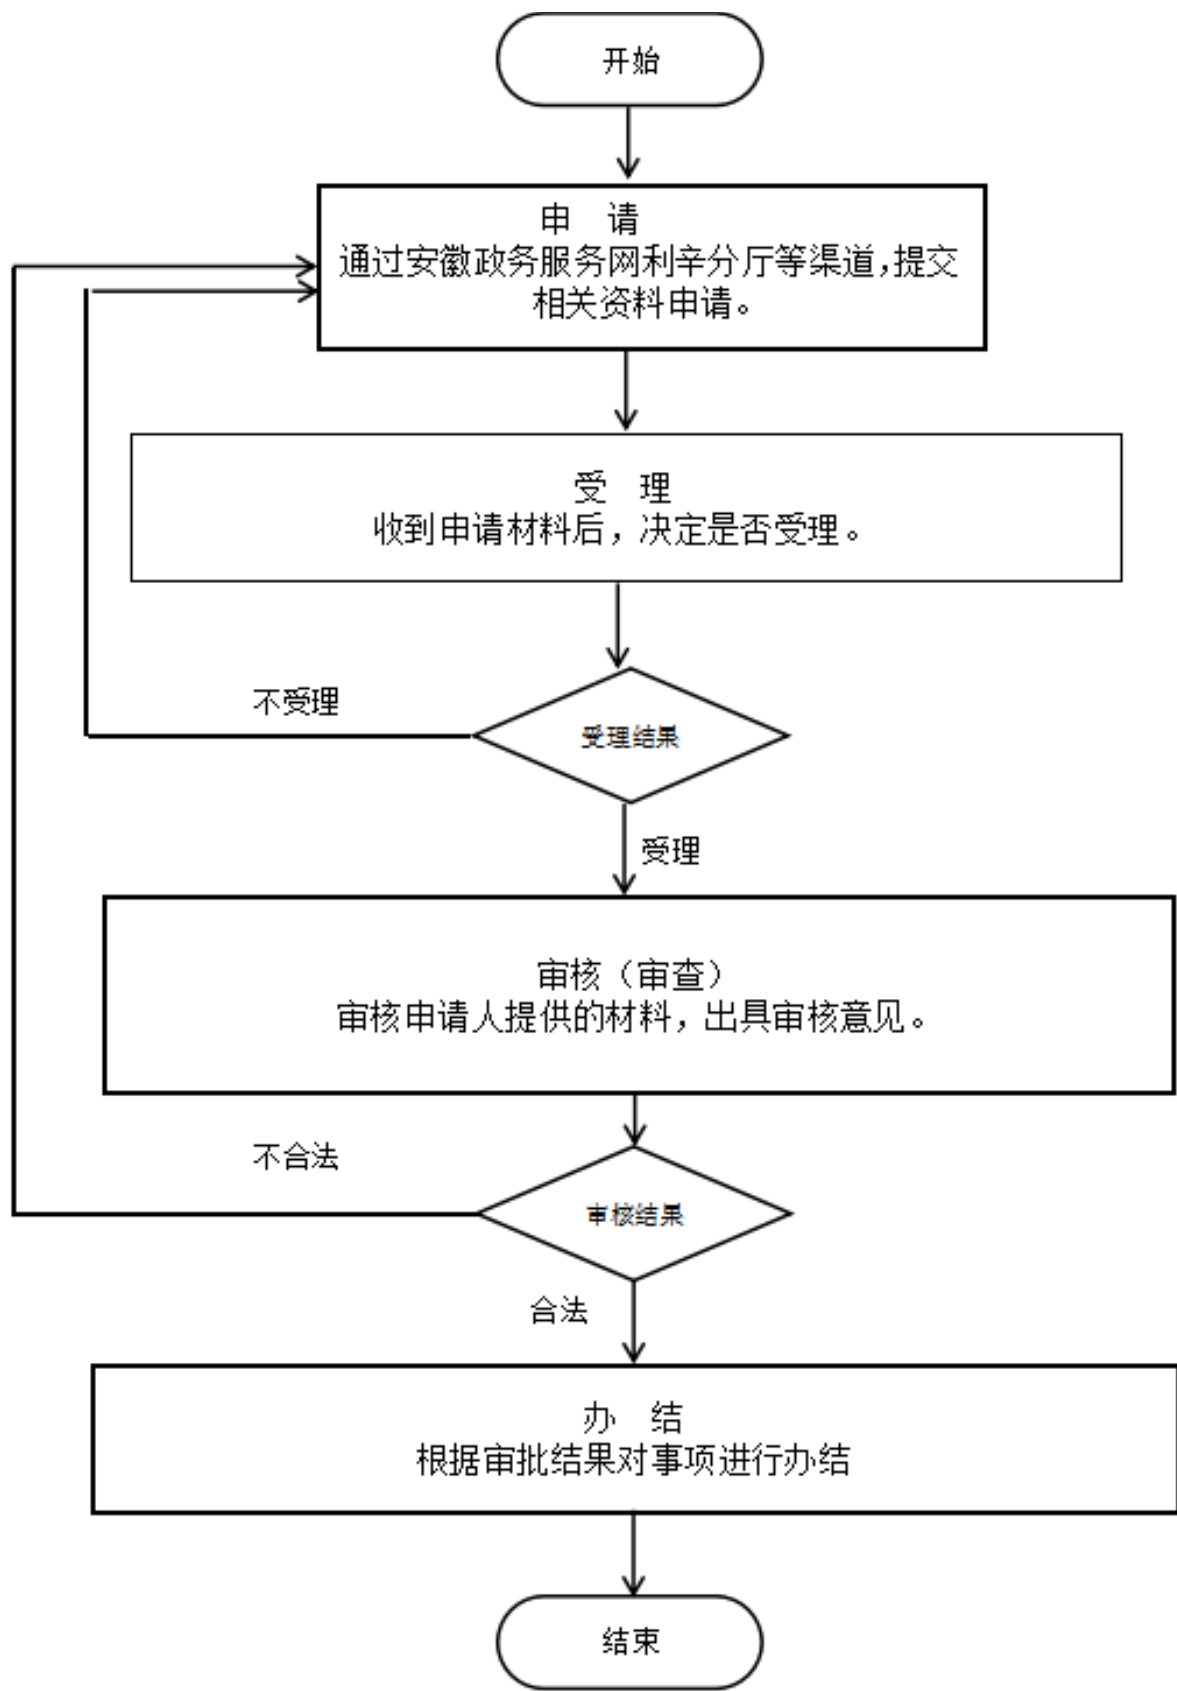 开始
申 请
通过安徽政务服务网利辛分厅等渠道,提交
相关资料申请。
受 理
收到申请材料后，决定是否受理。
不受理
受理结果
受理
审核（审查）
审核申请人提供的材料，出具审核意见。
不合法
审核结果
合法
办 结
根据审批结果对事项进行办结
结束